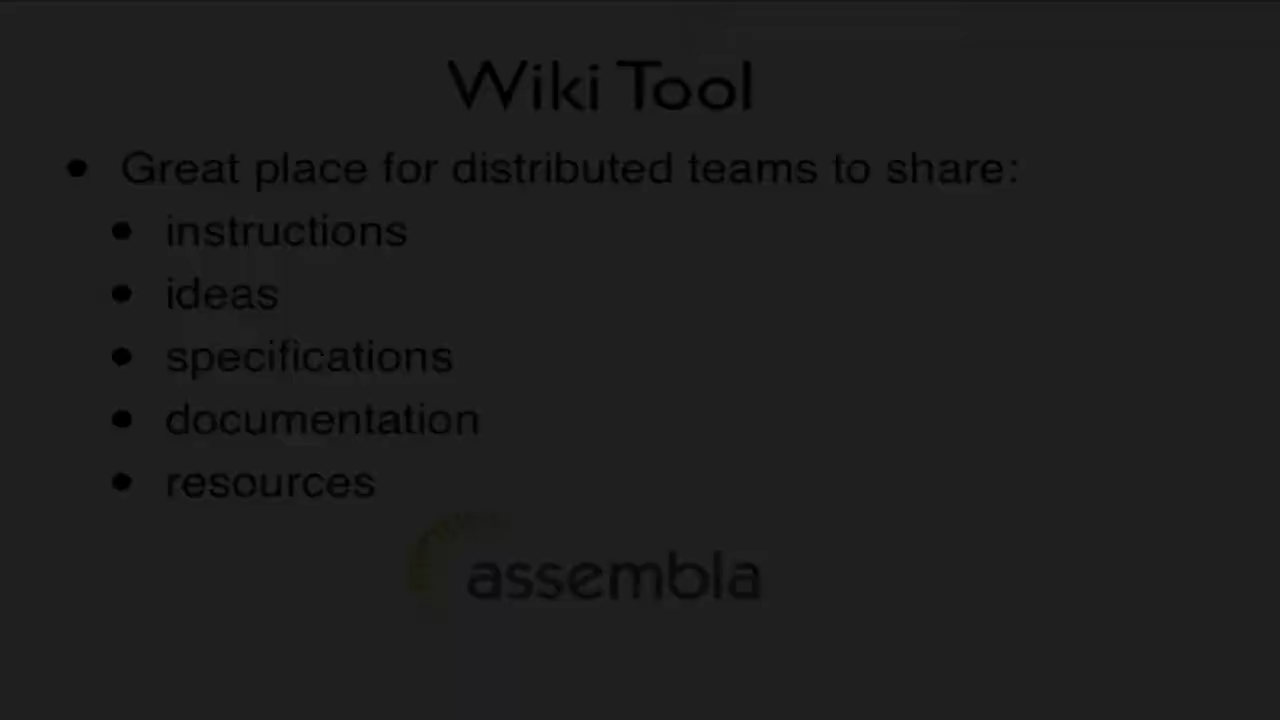 Wiki Tool
• Great place for distributed teams to share:
• instructions
• ideas
• specifications
• documentation
• resources
assembla